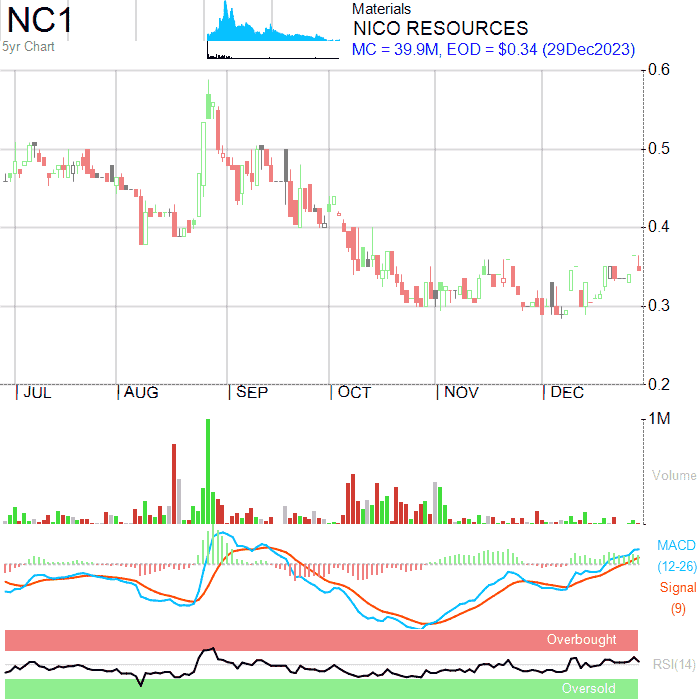 NC1
5yr Chart
Materials
NICO RESOURCES
MC = 39.9M, EOD = $0.34 (29Dec2023)
0.6
0.5
0.4
0.3
0.2
JUL AUG SEP OCT NOV DEC
1M
Volume
MACD
(12-26)
Signal
(9)
Overbought
RSI(14)
Oversold